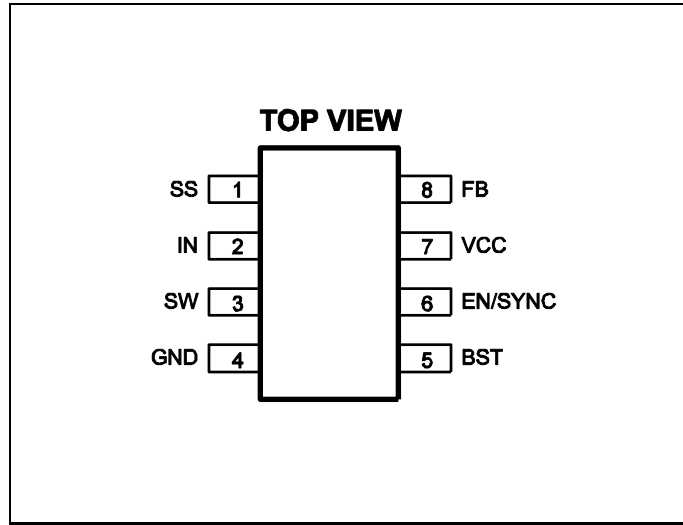 TOP VIEW
SS 1 8 FB
IN 2 7 VCC
SW 3 6 EN/SYNC
GND 4 5 BST